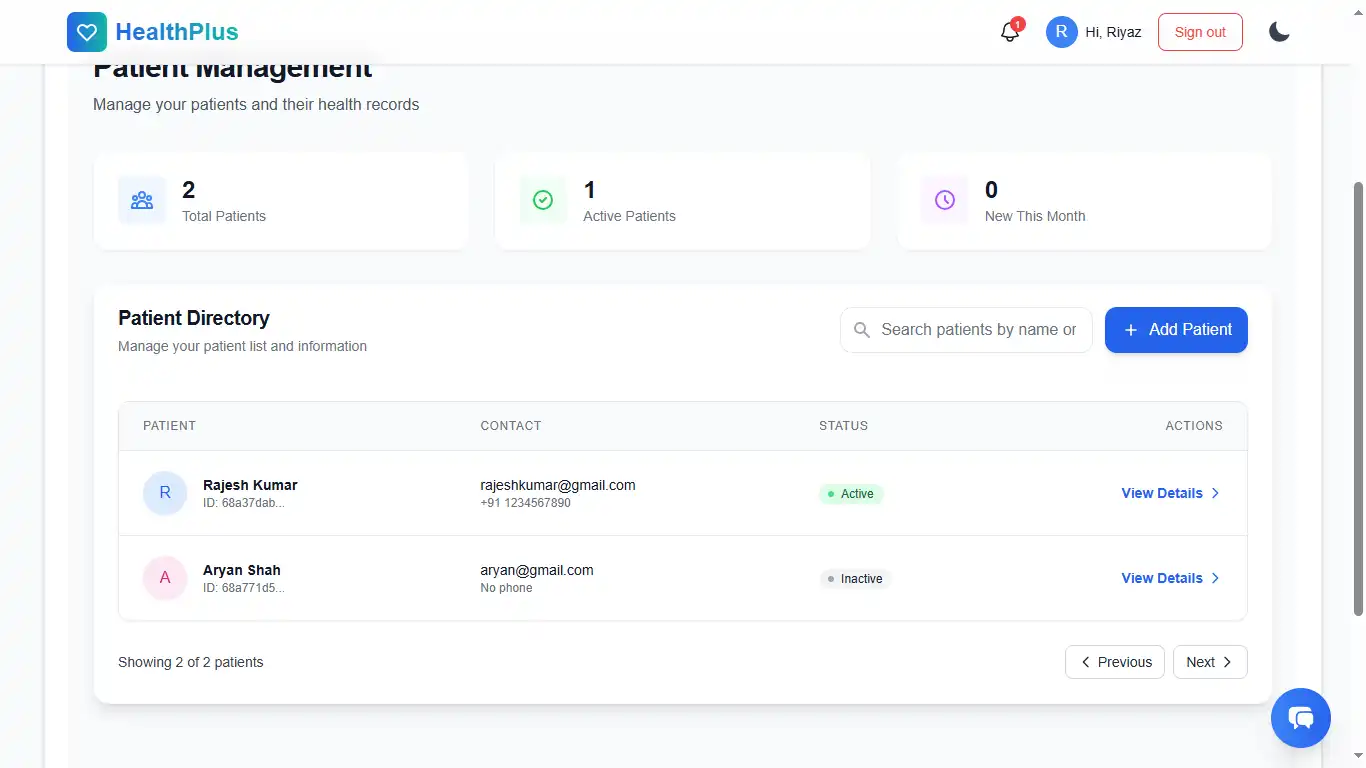 HealthPlus
1
R
Hi, Riyaz
Sign out
Patient Management
Manage your patients and their health records
2
Total Patients
1
Active Patients
0
New This Month
Patient Directory
Manage your patient list and information
Search patients by name or
+ Add Patient
PATIENT CONTACT STATUS ACTIONS
R
Rajesh Kumar
ID: 68a37dab...
rajeshkumar@gmail.com
+91 1234567890
Active
View Details
A
Aryan Shah
ID: 68a771d5...
aryan@gmail.com
No phone
Inactive
View Details
Showing 2 of 2 patients
Previous
Next